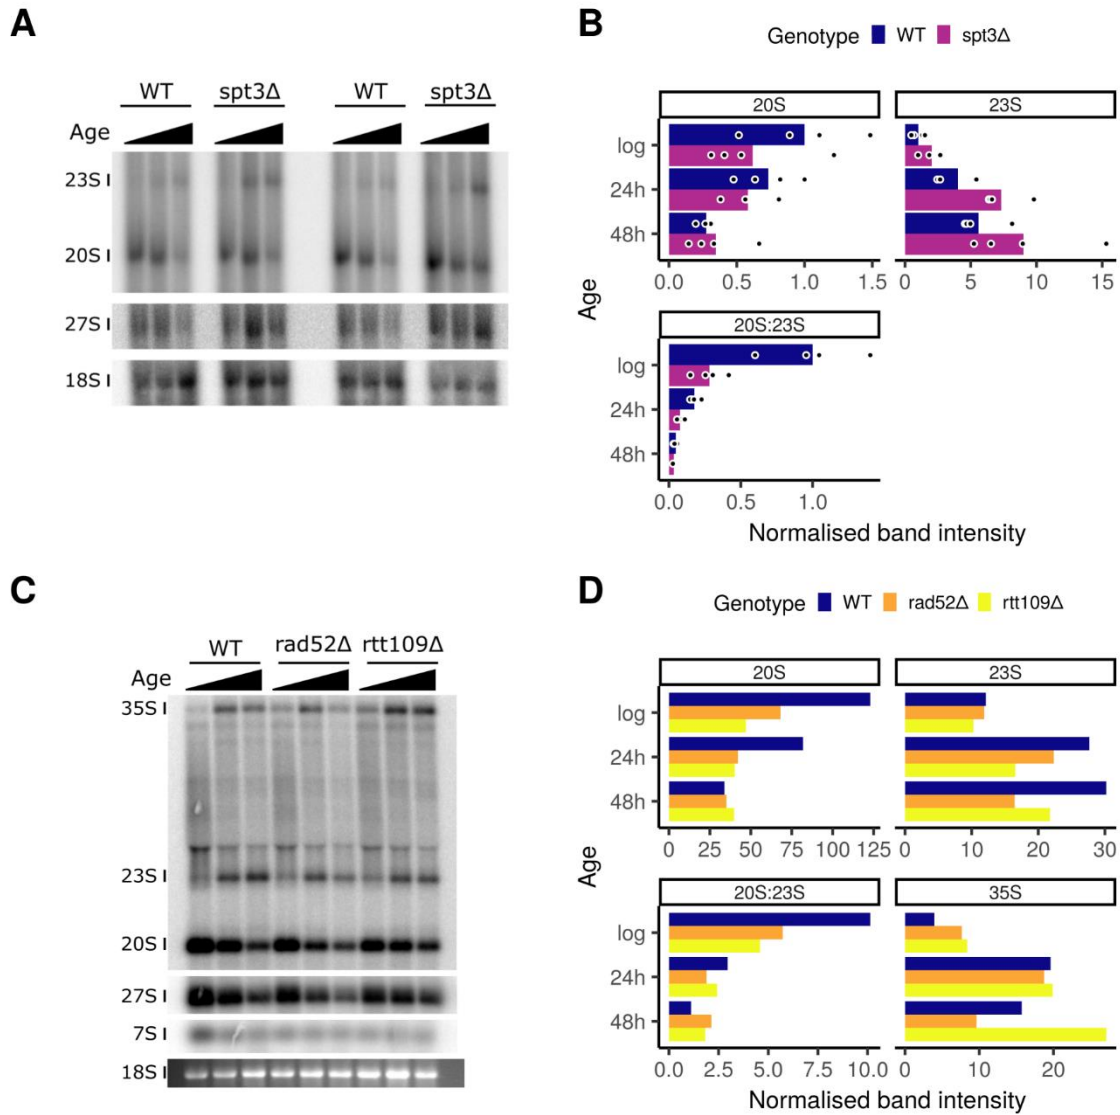 A
WT spt3Δ WT spt3Δ
Age
23S
20S
27S
18S
B
Genotype WT spt3Δ
20S 23S
log
24h
48h
0.0 0.5 1.0 1.5 0 5 10 15
20S:23S
log
24h
48h
0.0 0.5 1.0
Age
Normalised band intensity
C
WT rad52Δ rtt109Δ
Age
35S
23S
20S
27S
7S
18S
D
Genotype WT rad52Δ rtt109Δ
20S 23S
log
24h
48h
0 25 50 75 100 125 0 10 20 30
20S:23S 35S
log
24h
48h
0.0 2.5 5.0 7.5 10.0 0 10 20
Age
Normalised band intensity